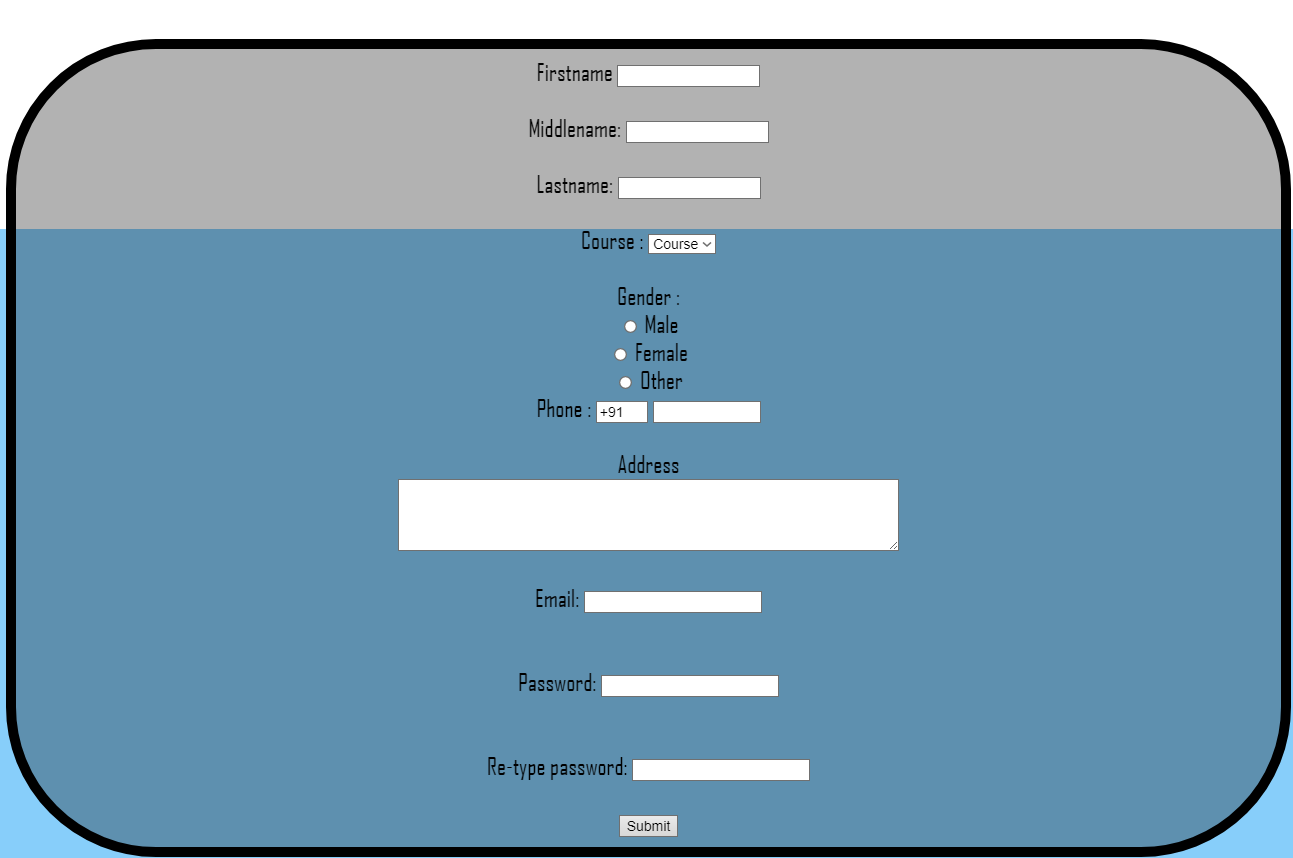 Firstname
Middlename:
Lastname:
Course : Course
Gender :
Male
Female
Other
Phone : +91
Address
Email:
Password:
Re-type password:
Submit